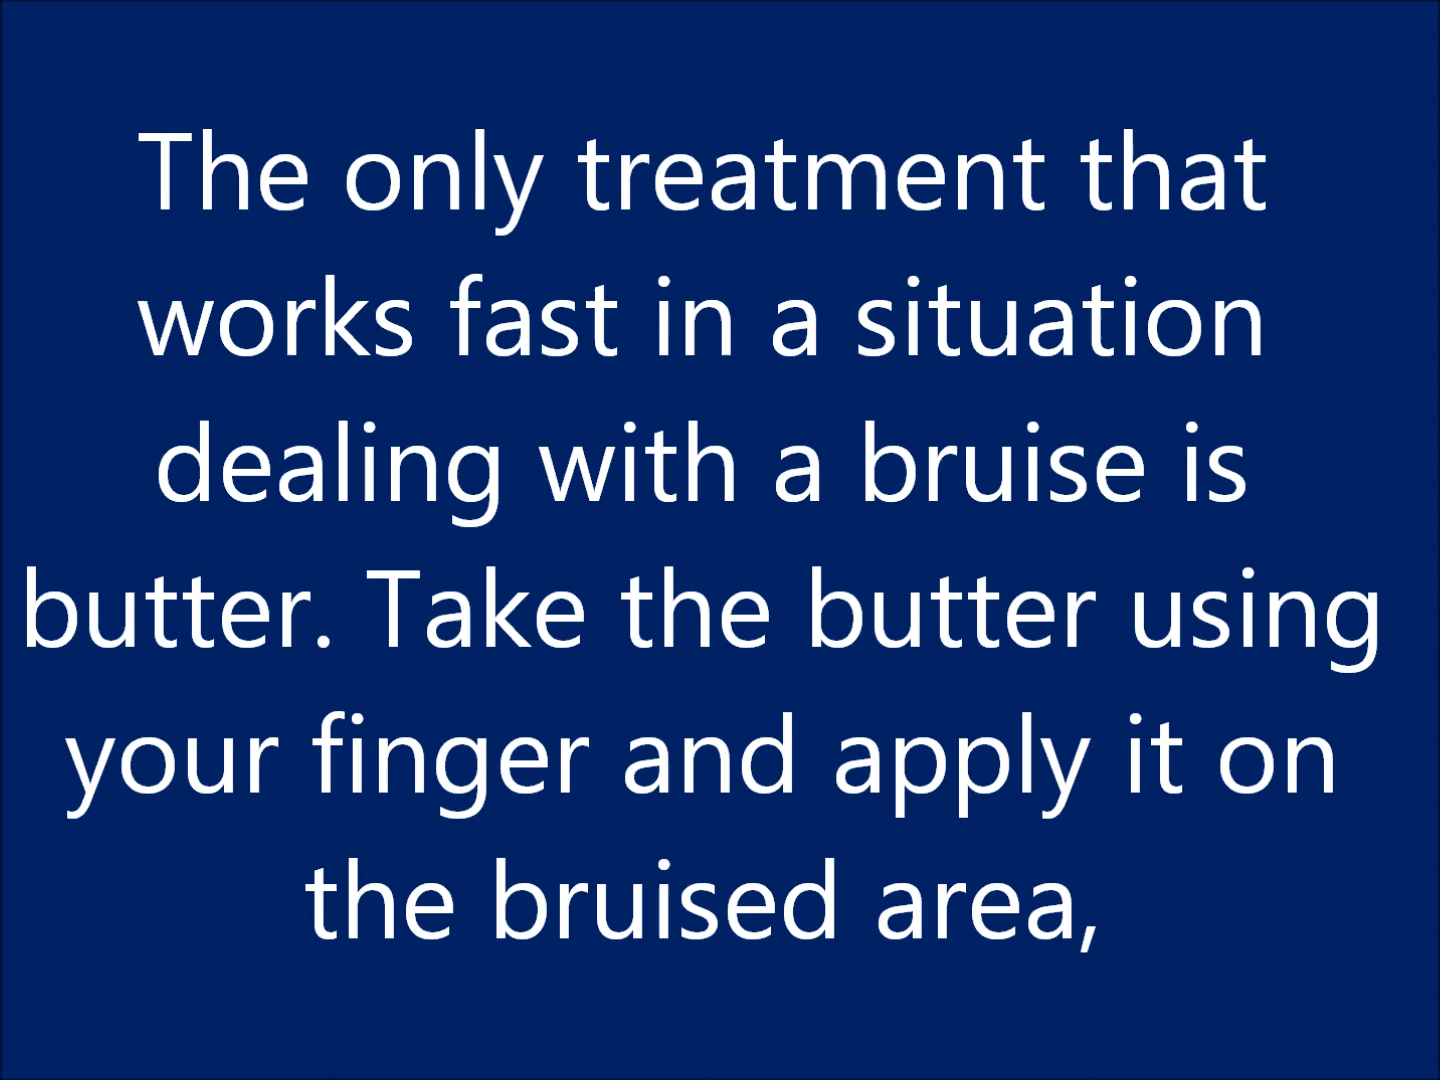 The only treatment that
works fast in a situation
dealing with a bruise is
butter. Take the butter using
your finger and apply it on
the bruised area,